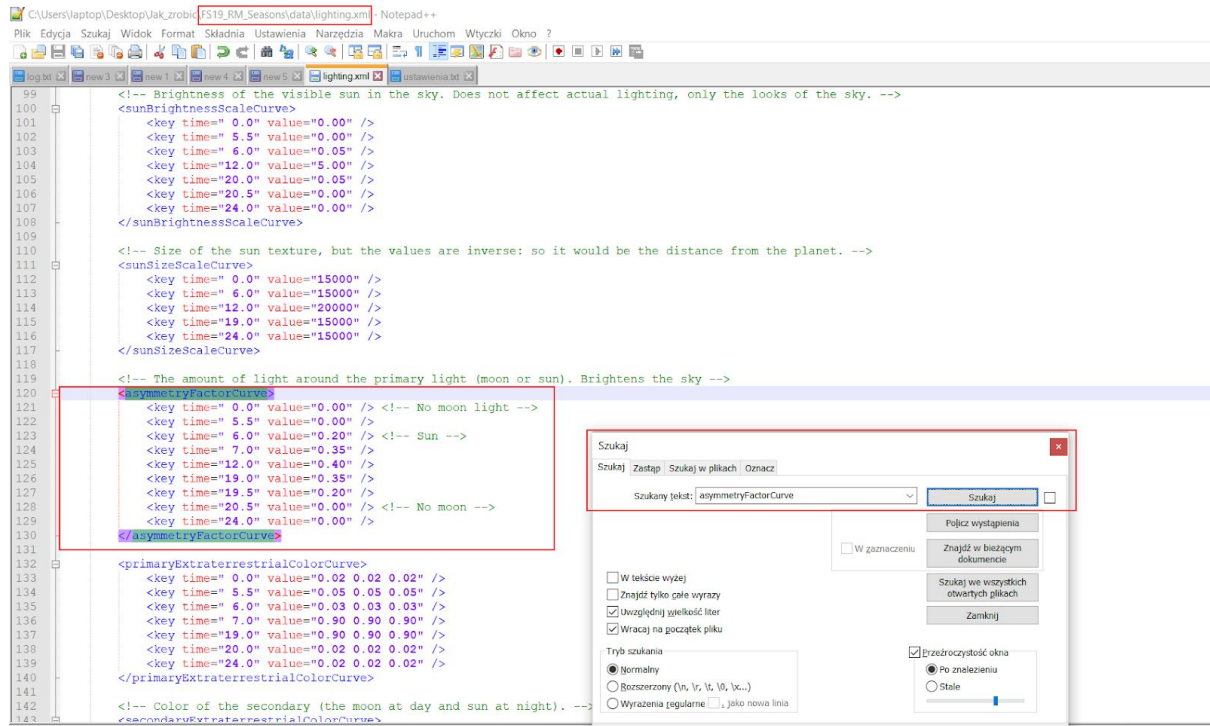 C:\Users\laptop\Desktop\Jak_zrobic\FS19_RM_Seasons\data\lighting.xml - Notepad++
Plik Edycja Szukaj Widok Format Składnia Ustawienia Narzędzia Makra Uruchom Wtyczki Okno ?
log.txt new 3 new 1 new 4 new 5 lighting.xml ustawienia.txt
99 <!-- Brightness of the visible sun in the sky. Does not affect actual lighting, only the looks of the sky. -->
100 <sunBrightnessScaleCurve>
101 <key time=" 0.0" value="0.00" />
102 <key time=" 5.5" value="0.00" />
103 <key time=" 6.0" value="0.05" />
104 <key time="12.0" value="5.00" />
105 <key time="20.0" value="0.05" />
106 <key time="20.5" value="0.00" />
107 <key time="24.0" value="0.00" />
108 </sunBrightnessScaleCurve>
109
110 <!-- Size of the sun texture, but the values are inverse: so it would be the distance from the planet. -->
111 <sunSizeScaleCurve>
112 <key time=" 0.0" value="15000" />
113 <key time=" 6.0" value="15000" />
114 <key time="12.0" value="20000" />
115 <key time="19.0" value="15000" />
116 <key time="24.0" value="15000" />
117 </sunSizeScaleCurve>
118
119 <!-- The amount of light around the primary light (moon or sun). Brightens the sky -->
120 <asymmetryFactorCurve>
121 <key time=" 0.0" value="0.00" /> <!-- No moon light -->
122 <key time=" 5.5" value="0.00" />
123 <key time=" 6.0" value="0.20" /> <!-- Sun -->
124 <key time=" 7.0" value="0.35" />
125 <key time="12.0" value="0.40" />
126 <key time="19.0" value="0.35" />
127 <key time="19.5" value="0.20" />
128 <key time="20.5" value="0.00" /> <!-- No moon -->
129 <key time="24.0" value="0.00" />
130 </asymmetryFactorCurve>
131
132 <primaryExtraterrestrialColorCurve>
133 <key time=" 0.0" value="0.02 0.02 0.02" />
134 <key time=" 5.5" value="0.05 0.05 0.05" />
135 <key time=" 6.0" value="0.03 0.03 0.03" />
136 <key time=" 7.0" value="0.90 0.90 0.90" />
137 <key time="19.0" value="0.90 0.90 0.90" />
138 <key time="20.0" value="0.02 0.02 0.02" />
139 <key time="24.0" value="0.02 0.02 0.02" />
140 </primaryExtraterrestrialColorCurve>
141
142 <!-- Color of the secondary (the moon at day and sun at night). -->
143 <secondaryExtraterrestrialColorCurve>
Szukaj
Szukaj Zastąp Szukaj w plikach Oznacz
Szukany tekst: asymmetryFactorCurve Szukaj
Policz wystąpienia
W zaznaczeniu
Znajdź w bieżącym
dokumencie
W tekście wyżej
Znajdź tylko całe wyrazy
Uwzględnij wielkość liter
Wracaj na początek pliku
Szukaj we wszystkich
otwartych plikach
Zamknij
Tryb szukania
Normalny
Rozszerzony (\n, \r, \t, \0, \x...)
Wyrażenia regularne . jako nowa linia
Przeźroczystość okna
Po znalezieniu
Stale